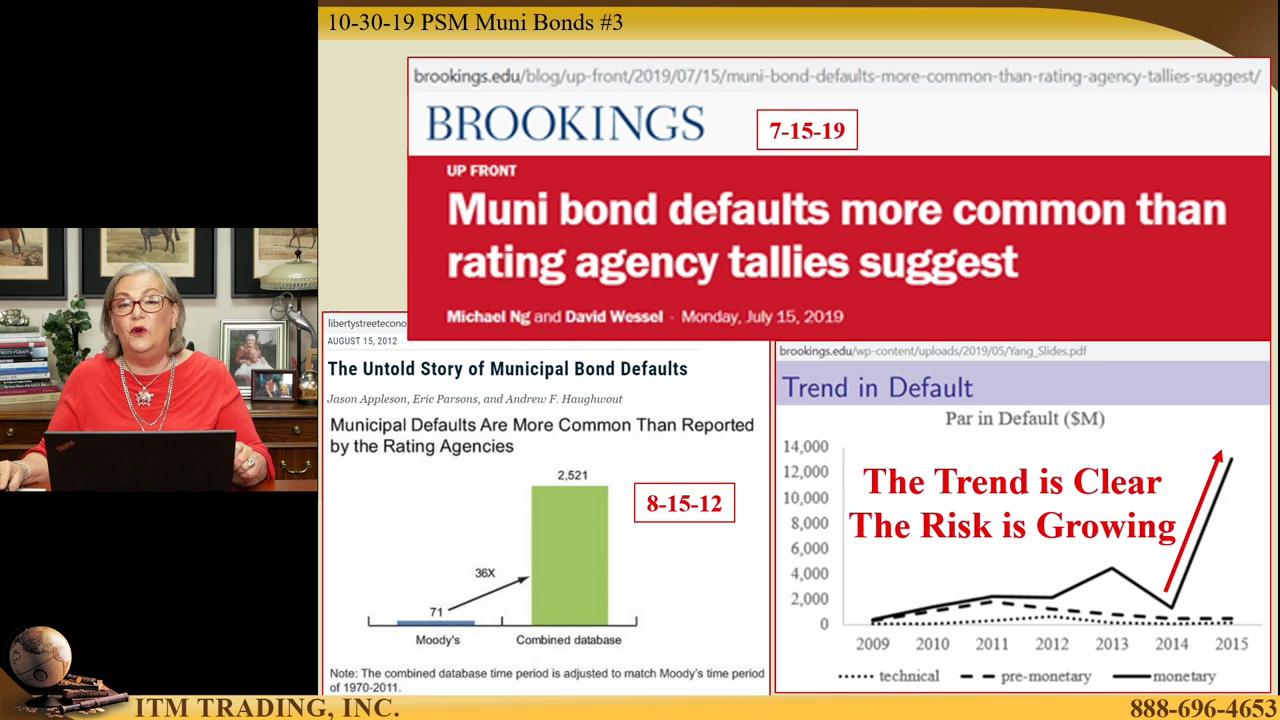 10-30-19 PSM Muni Bonds #3
brookings.edu/blog/up-front/2019/07/15/muni-bond-defaults-more-common-than-rating-agency-tallies-suggest/
BROOKINGS
7-15-19
UP FRONT
Muni bond defaults more common than
rating agency tallies suggest
Michael Ng and David Wessel · Monday, July 15, 2019
libertystreetecono
AUGUST 15, 2012
The Untold Story of Municipal Bond Defaults
Jason Appleson, Eric Parsons, and Andrew F. Haughwout
Municipal Defaults Are More Common Than Reported
by the Rating Agencies
2,521
8-15-12
36X
71
Moody's
Combined database
Note: The combined database time period is adjusted to match Moody's time period
of 1970-2011.
brookings.edu/wp-content/uploads/2019/05/Yang_Slides.pdf
Trend in Default
Par in Default ($M)
14,000
12,000
10,000
8,000
6,000
4,000
2,000
0
The Trend is Clear
The Risk is Growing
2009 2010 2011 2012 2013 2014 2015
technical pre-monetary monetary
ITM TRADING, INC.
888-696-4653